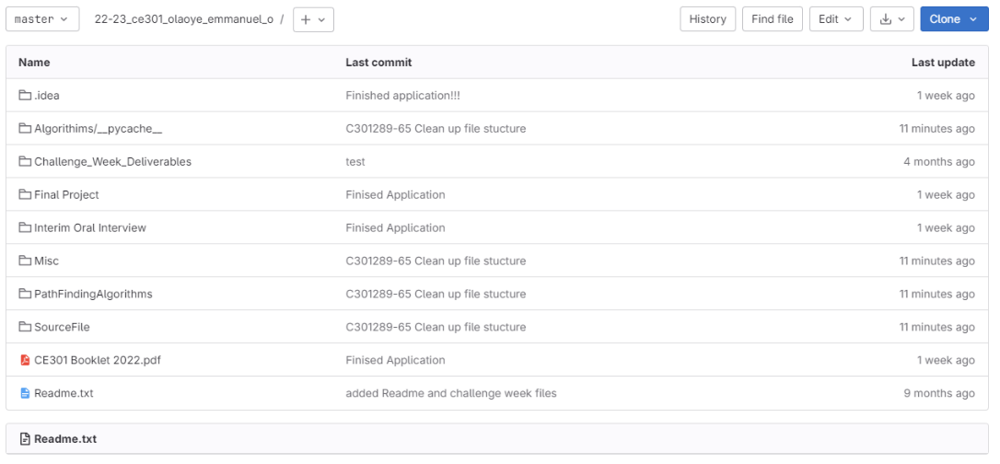 master 22-23_ce301_olaoye_emmanuel_o / + History Find file Edit Clone
Name Last commit Last update
.idea Finished application!!! 1 week ago
Algorithims/__pycache__ C301289-65 Clean up file stucture 11 minutes ago
Challenge_Week_Deliverables test 4 months ago
Final Project Finised Application 1 week ago
Interim Oral Interview Finised Application 1 week ago
Misc C301289-65 Clean up file stucture 11 minutes ago
PathFindingAlgorithms C301289-65 Clean up file stucture 11 minutes ago
SourceFile C301289-65 Clean up file stucture 11 minutes ago
CE301 Booklet 2022.pdf Finised Application 1 week ago
Readme.txt added Readme and challenge week files 9 months ago
Readme.txt